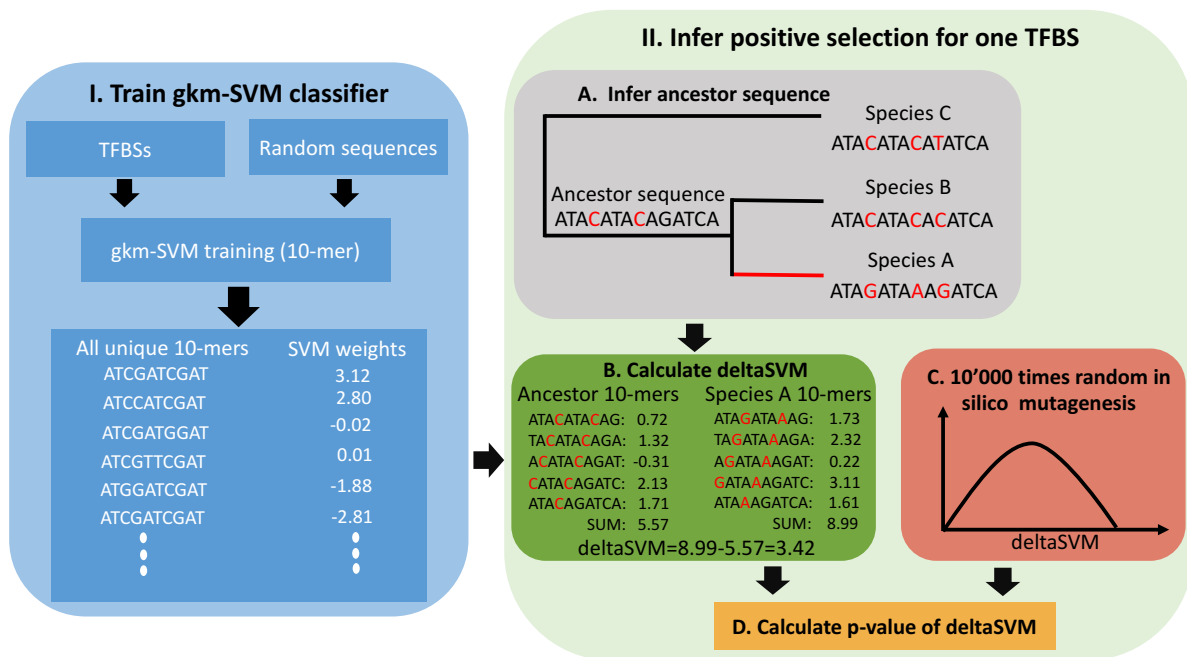 I. Train gkm-SVM classifier
TFBSs
Random sequences
gkm-SVM training (10-mer)
All unique 10-mers SVM weights
ATCGATCGAT 3.12
ATCCATCGAT 2.80
ATCGATGGAT -0.02
ATCGTTCGAT 0.01
ATGGATCGAT -1.88
ATCGATCGAT -2.81
II. Infer positive selection for one TFBS
A. Infer ancestor sequence
Species C
ATACATACATATCA
Ancestor sequence
ATACATACAGATCA
Species B
ATACATACACATCA
Species A
ATAGATAAAGATCA
B. Calculate deltaSVM
Ancestor 10-mers Species A 10-mers
ATACATACAG: 0.72 ATAGATAAAG: 1.73
TACATACAGA: 1.32 TAGATAAAGA: 2.32
ACATACAGAT: -0.31 AGATAAAGAT: 0.22
CATACAGATC: 2.13 GATAAAGATC: 3.11
ATACAGATCA: 1.71 ATAAAGATCA: 1.61
SUM: 5.57 SUM: 8.99
deltaSVM=8.99-5.57=3.42
C. 10'000 times random in
silico mutagenesis
deltaSVM
D. Calculate p-value of deltaSVM